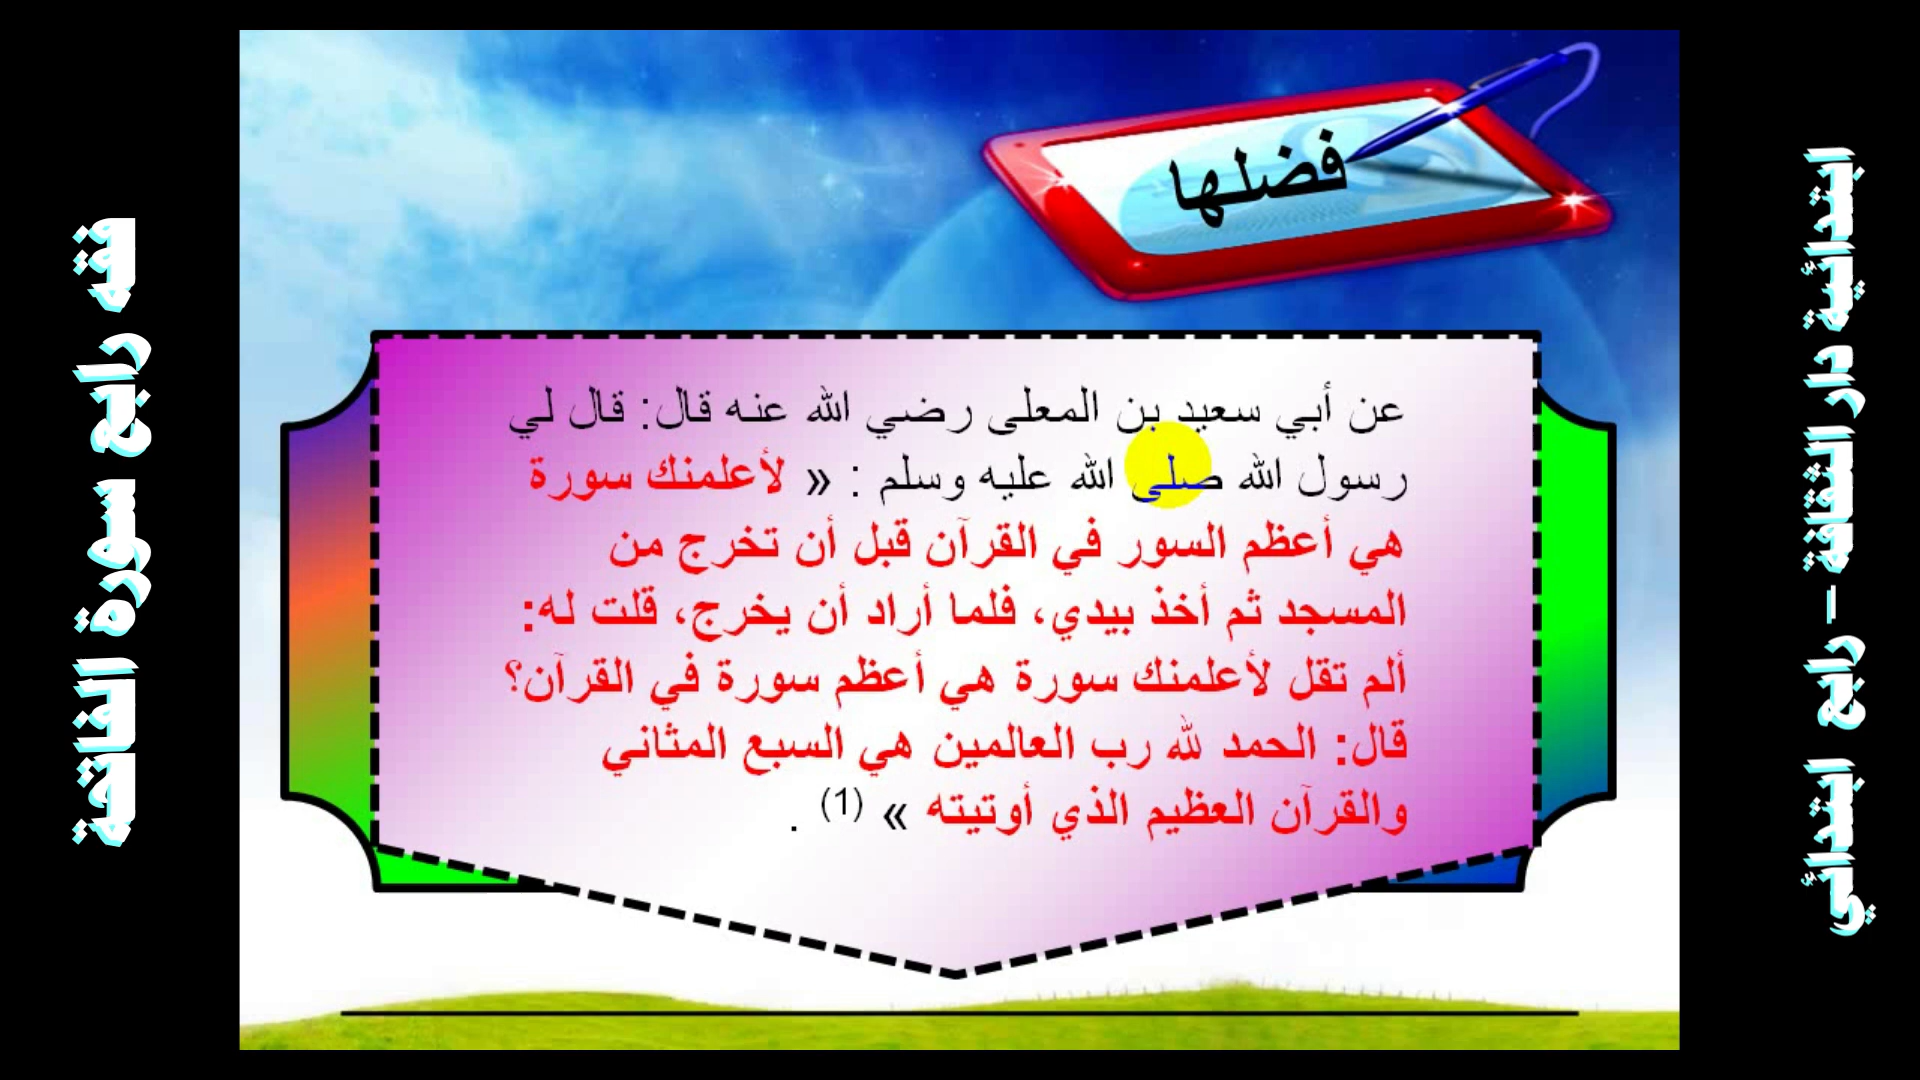 فضلها
عن أبي سعيد بن المعلى رضي الله عنه قال: قال لي
رسول الله صلى الله عليه وسلم : « لأعلمنك سورة
هي أعظم السور في القرآن قبل أن تخرج من
المسجد ثم أخذ بيدي، فلما أراد أن يخرج، قلت له:
ألم تقل لأعلمنك سورة هي أعظم سورة في القرآن؟
قال: الحمد لله رب العالمين هي السبع المثاني
والقرآن العظيم الذي أوتيته » (1) .
ابتدائية دار الثقافة – رابع ابتدائي
فقه رابع سورة الفاتحة